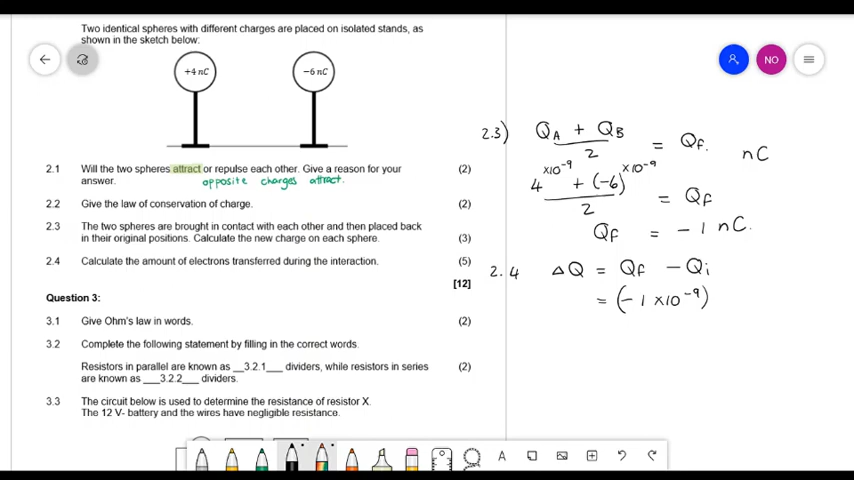 Two identical spheres with different charges are placed on isolated stands, as
shown in the sketch below:
+4 nC
−6 nC
2.1 Will the two spheres attract or repulse each other. Give a reason for your (2)
answer. opposite charges attract.
2.2 Give the law of conservation of charge. (2)
2.3 The two spheres are brought in contact with each other and then placed back (3)
in their original positions. Calculate the new charge on each sphere.
2.4 Calculate the amount of electrons transferred during the interaction. (5)
[12]
Question 3:
3.1 Give Ohm's law in words. (2)
3.2 Complete the following statement by filling in the correct words.
Resistors in parallel are known as __3.2.1___ dividers, while resistors in series (2)
are known as ___3.2.2___ dividers.
3.3 The circuit below is used to determine the resistance of resistor X.
The 12 V- battery and the wires have negligible resistance.
NO
2.3) QA + QB / 2 = Qf. nC
4 ×10⁻⁹ + (−6) ×10⁻⁹ / 2 = Qf
Qf = −1 nC.
2.4 ΔQ = Qf − Qi
= (−1 ×10⁻⁹)
A